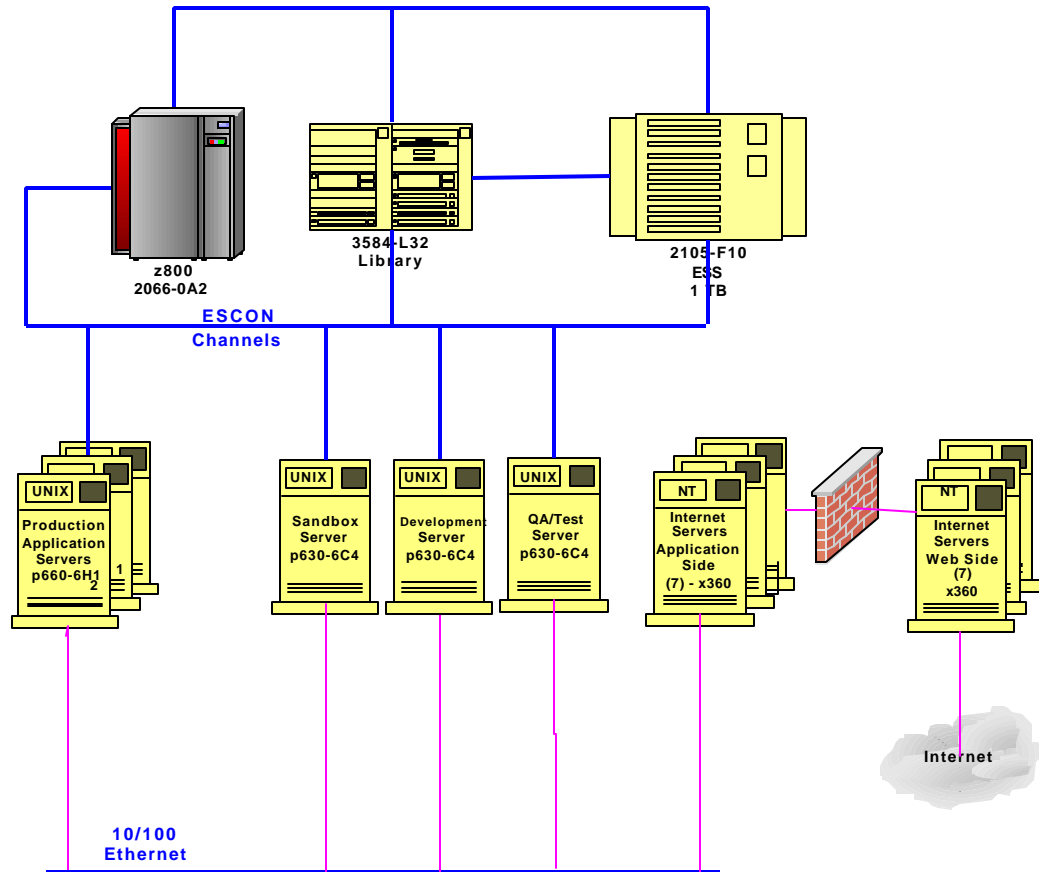 z800
2066-0A2
3584-L32
Library
2105-F10
ESS
1 TB
ESCON
Channels
UNIX
Production
Application
Servers
p660-6H1
2
1
UNIX
Sandbox
Server
p630-6C4
UNIX
Development
Server
p630-6C4
UNIX
QA/Test
Server
p630-6C4
NT
Internet
Servers
Application
Side
(7) - x360
NT
Internet
Servers
Web Side
(7)
x360
Internet
10/100
Ethernet